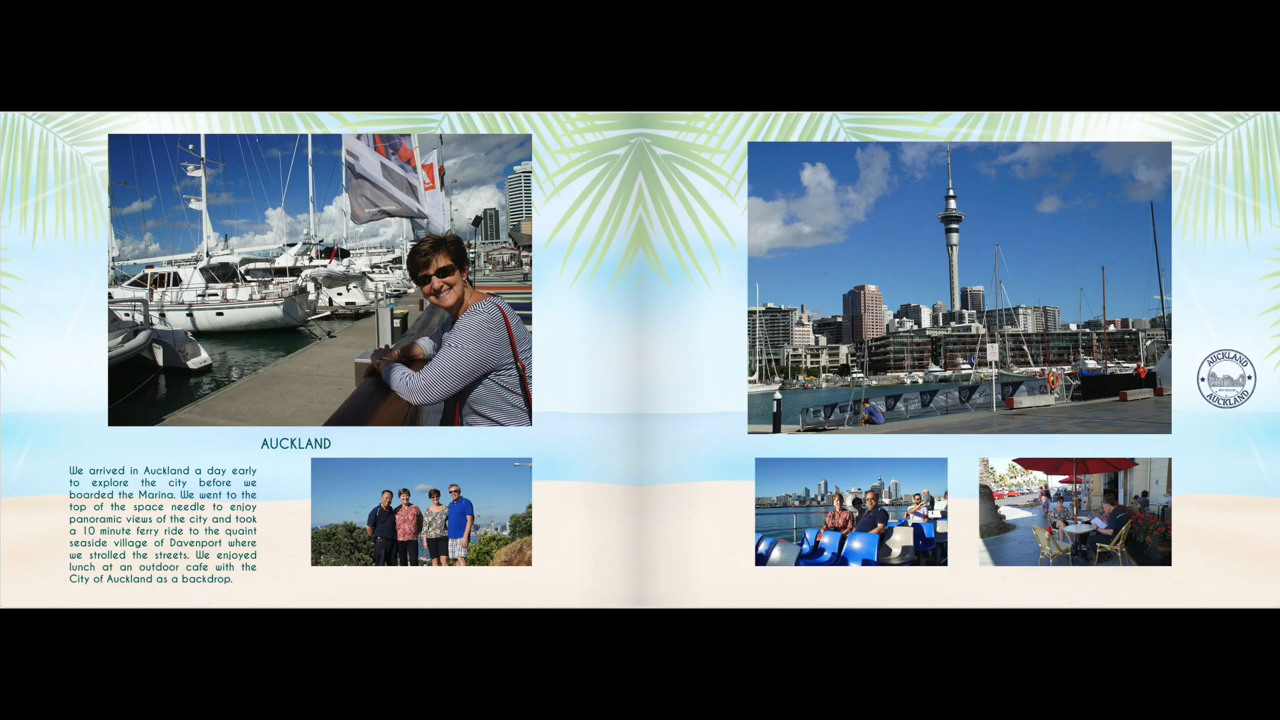 AUCKLAND
We arrived in Auckland a day early
to explore the city before we
boarded the Marina. We went to the
top of the space needle to enjoy
panoramic views of the city and took
a 10 minute ferry ride to the quaint
seaside village of Davenport where
we strolled the streets. We enjoyed
lunch at an outdoor cafe with the
City of Auckland as a backdrop.
AUCKLAND
AUCKLAND